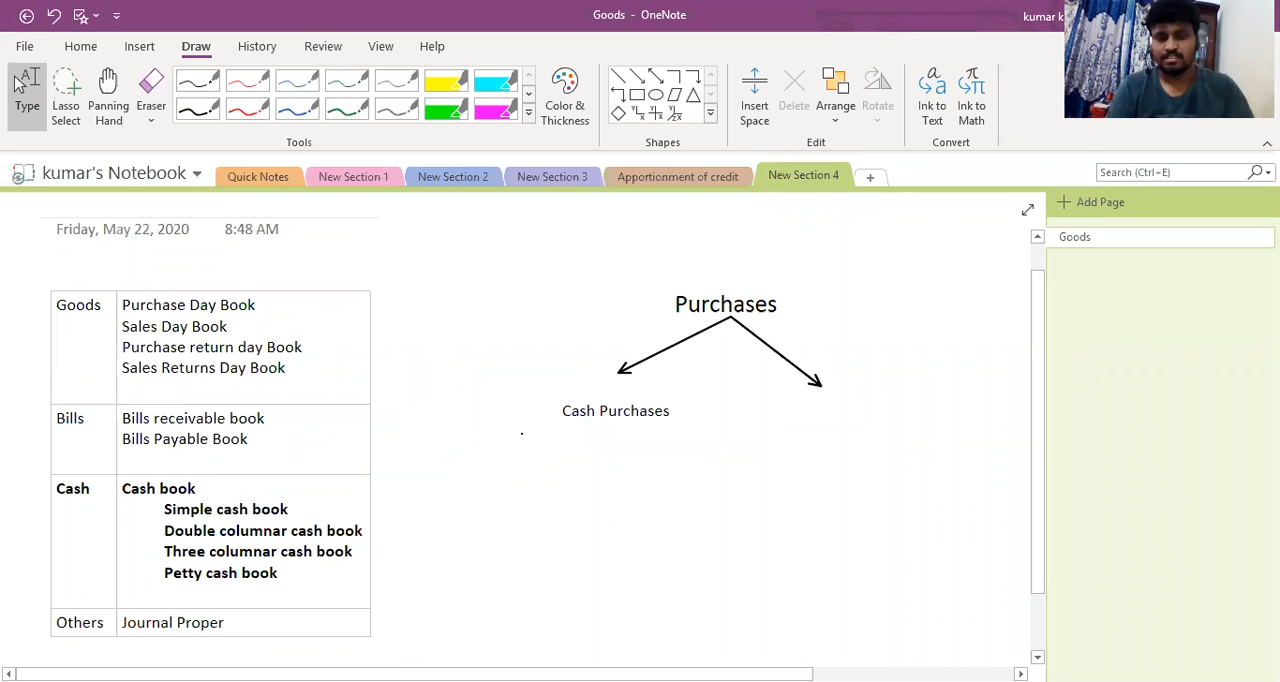 Goods - OneNote
kumar k
File Home Insert Draw History Review View Help
Type
Lasso Select
Panning Hand
Eraser
Color & Thickness
Insert Space
Delete
Arrange
Rotate
Ink to Text
Ink to Math
Tools
Shapes
Edit
Convert
kumar's Notebook
Quick Notes
New Section 1
New Section 2
New Section 3
Apportionment of credit
New Section 4
Search (Ctrl+E)
Add Page
Goods
Friday, May 22, 2020 8:48 AM
Goods
Purchase Day Book
Sales Day Book
Purchase return day Book
Sales Returns Day Book
Bills
Bills receivable book
Bills Payable Book
Cash
Cash book
Simple cash book
Double columnar cash book
Three columnar cash book
Petty cash book
Others
Journal Proper
Purchases
Cash Purchases